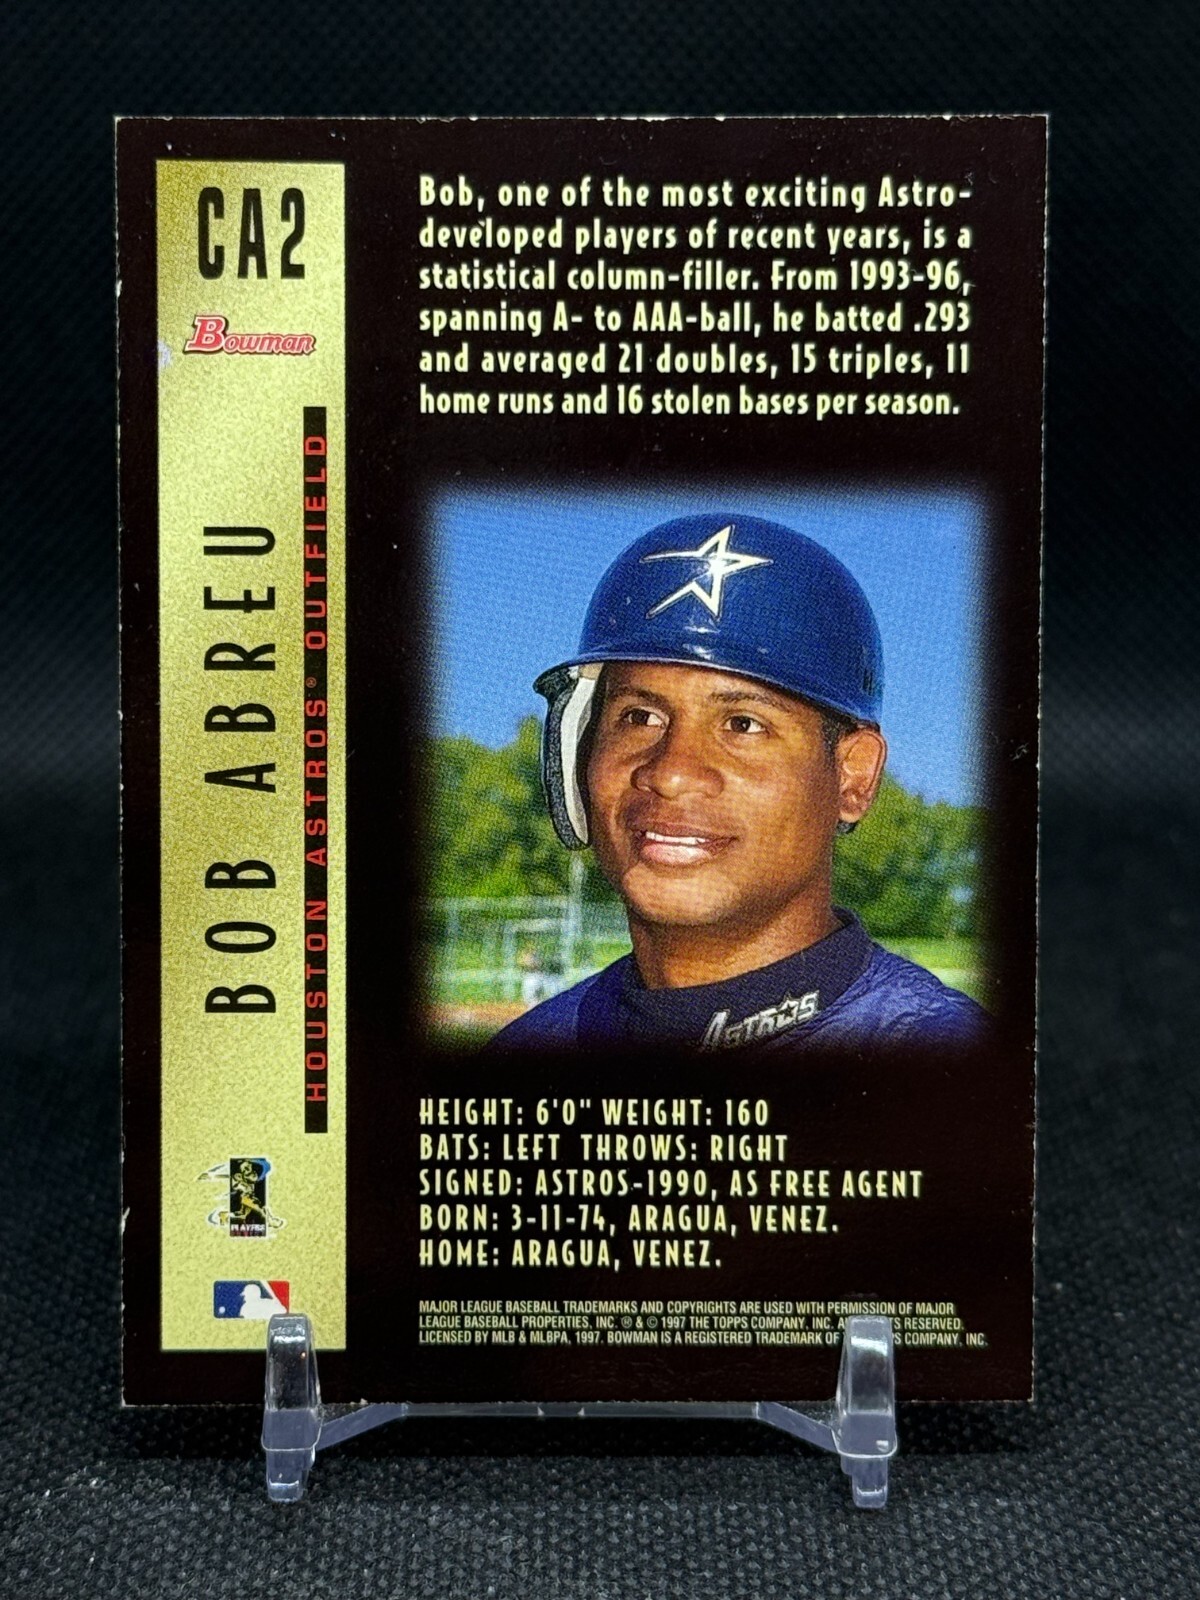 CA2
Bowman
BOB ABREU
HOUSTON ASTROS® OUTFIELD
Bob, one of the most exciting Astro-
developed players of recent years, is a
statistical column-filler. From 1993-96,
spanning A- to AAA-ball, he batted .293
and averaged 21 doubles, 15 triples, 11
home runs and 16 stolen bases per season.
ASTROS
HEIGHT: 6'0" WEIGHT: 160
BATS: LEFT THROWS: RIGHT
SIGNED: ASTROS-1990, AS FREE AGENT
BORN: 3-11-74, ARAGUA, VENEZ.
HOME: ARAGUA, VENEZ.
PLAYERS
MAJOR LEAGUE BASEBALL TRADEMARKS AND COPYRIGHTS ARE USED WITH PERMISSION OF MAJOR
LEAGUE BASEBALL PROPERTIES, INC. ® & © 1997 THE TOPPS COMPANY, INC. RESERVED.
LICENSED BY MLB & MLBPA, 1997. BOWMAN IS A REGISTERED TRADEMARK OF COMPANY, INC.